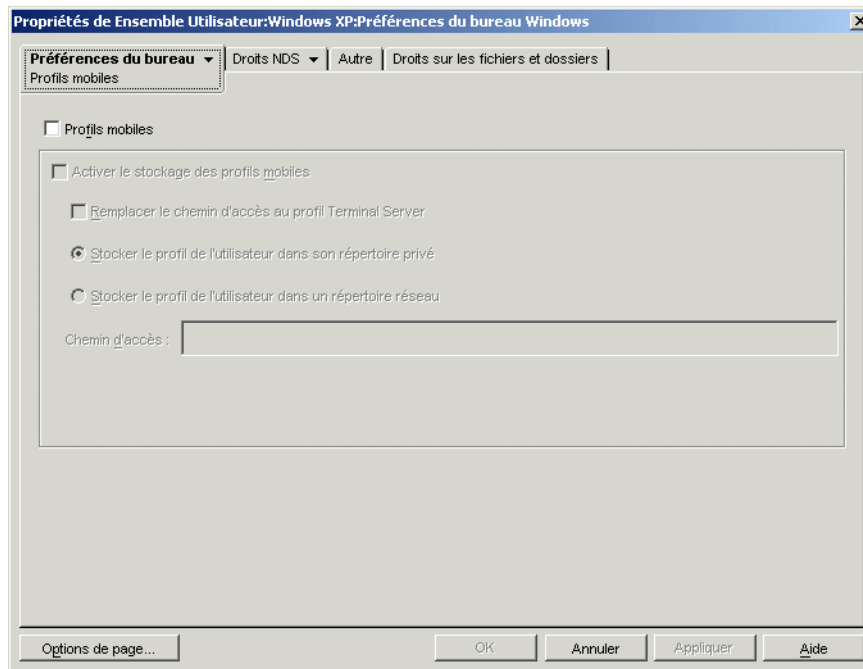 Propriétés de Ensemble Utilisateur:Windows XP:Préférences du bureau Windows
Préférences du bureau Droits NDS Autre Droits sur les fichiers et dossiers
Profils mobiles
Profils mobiles
Activer le stockage des profils mobiles
Remplacer le chemin d'accès au profil Terminal Server
Stocker le profil de l'utilisateur dans son répertoire privé
Stocker le profil de l'utilisateur dans un répertoire réseau
Chemin d'accès :
Options de page... OK Annuler Appliquer Aide